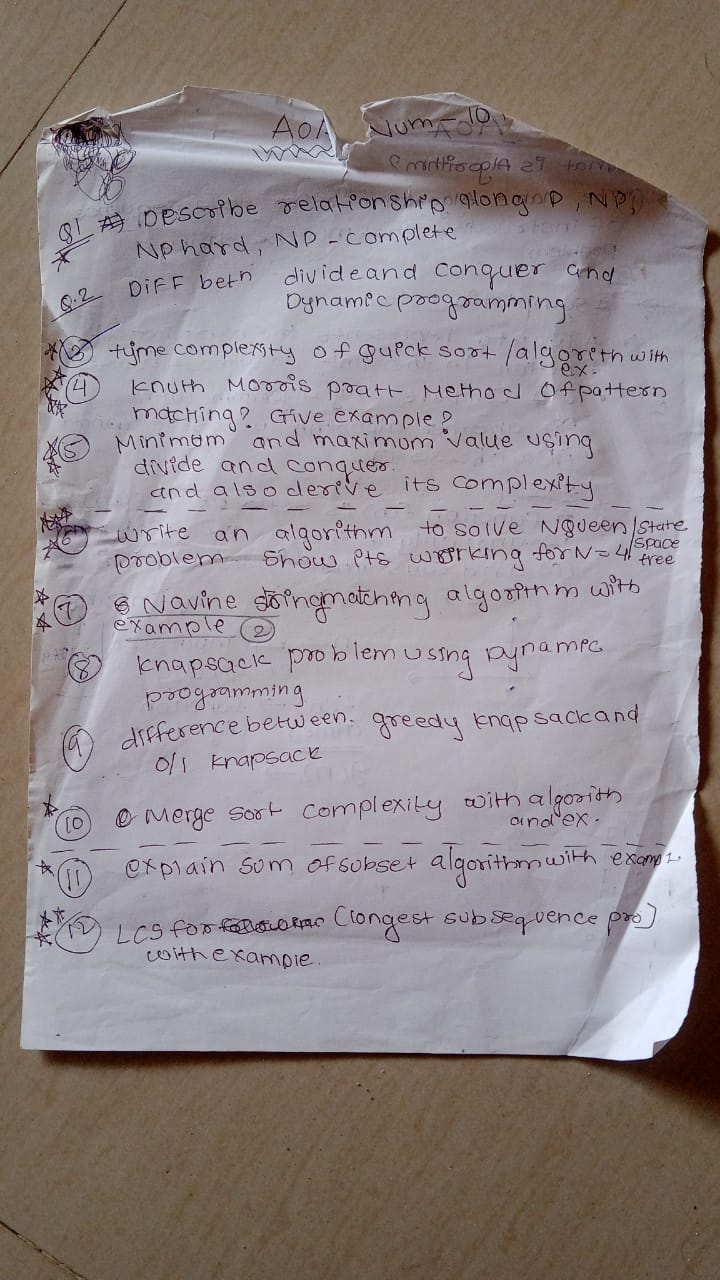 AOA Num - 10
Q1 Describe relationship along P, NP,
NP hard, NP - complete
Q.2 DIFF betn divide and conquer and
Dynamic programming
3 tyme complexity of quick sort / algorith with
ex.
4 Knuth Morris pratt Method of pattern
matching? Give example?
5 Minimum and maximum value using
divide and conquer.
and also derive its complexity
6 write an algorithm to solve NQueen / state
problem. Show its working for N=4 / space
tree
7 Navine stringmatching algorithm with
example 2
8 knapsack problem using Dynamic
programming
9 difference between. greedy knapsack and
0/1 knapsack
10 Merge sort complexity with algorith
and ex.
11 explain sum of subset algorithm with
12 LCS for (longest subsequence pro)
with example.